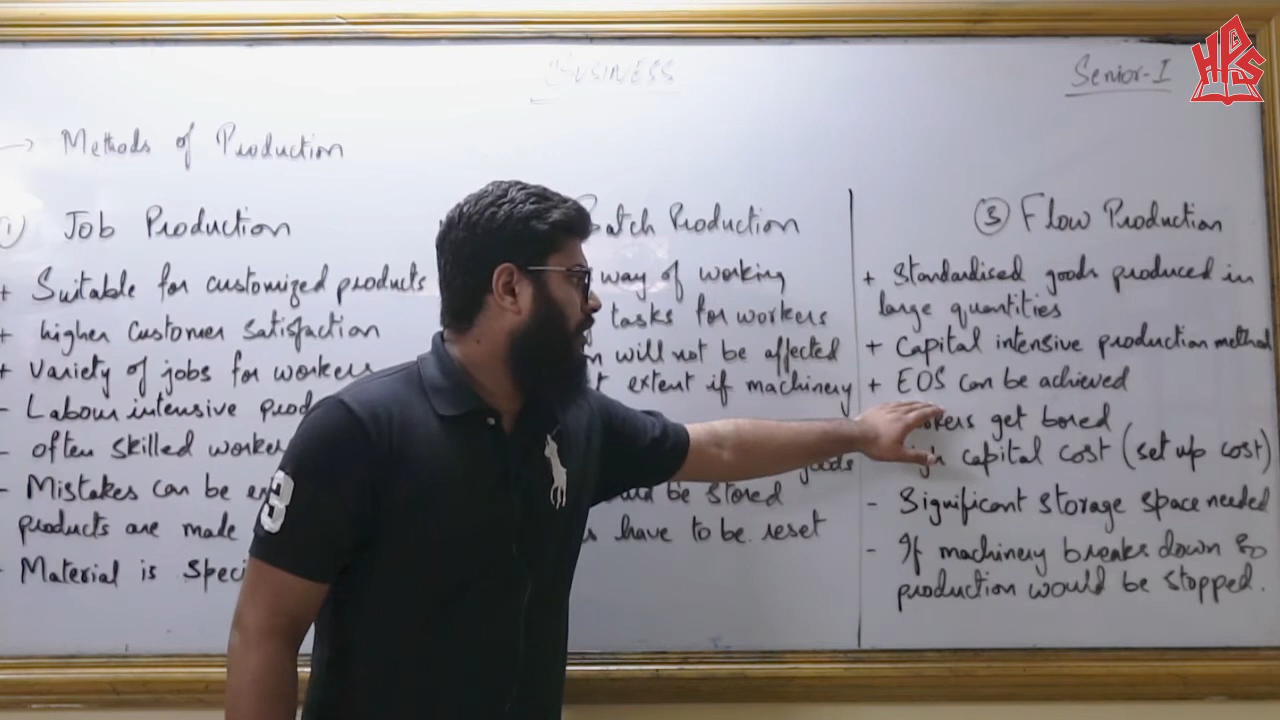 BUSINESS
Senior-I
HPS
→ Methods of Production
① Job Production
+ Suitable for customized products
+ higher customer satisfaction
+ Variety of jobs for workers
- Labour intensive
- often skilled
- Mistakes can be
products are made
- Material is
Batch Production
way of working
tasks for workers
will not be affected
extent if machinery
goods
be stored
have to be reset
③ Flow Production
+ Standardised goods produced in
large quantities
+ Capital intensive production method
+ EOS can be achieved
get bored
capital cost (set up cost)
- Significant storage space needed
- If machinery breaks down so
production would be stopped.
3